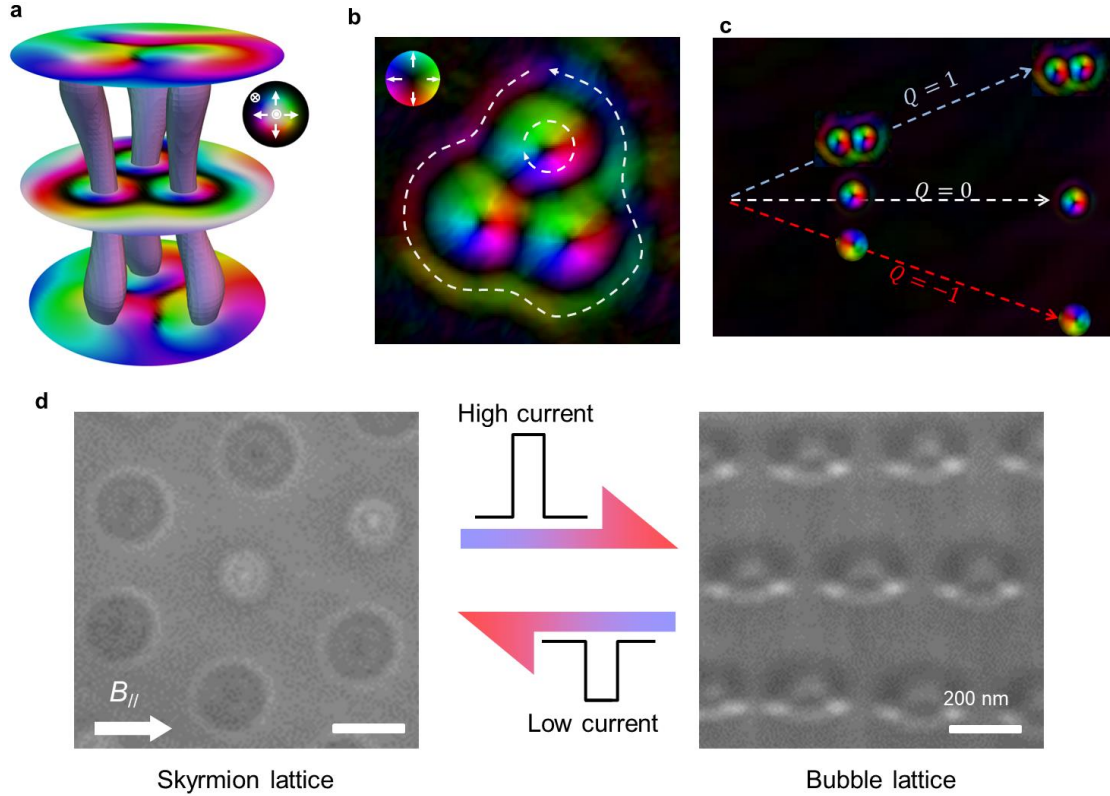 a
b
c
Q = 1
Q = 0
Q = −1
d
High current
B//
Low current
200 nm
Skyrmion lattice
Bubble lattice